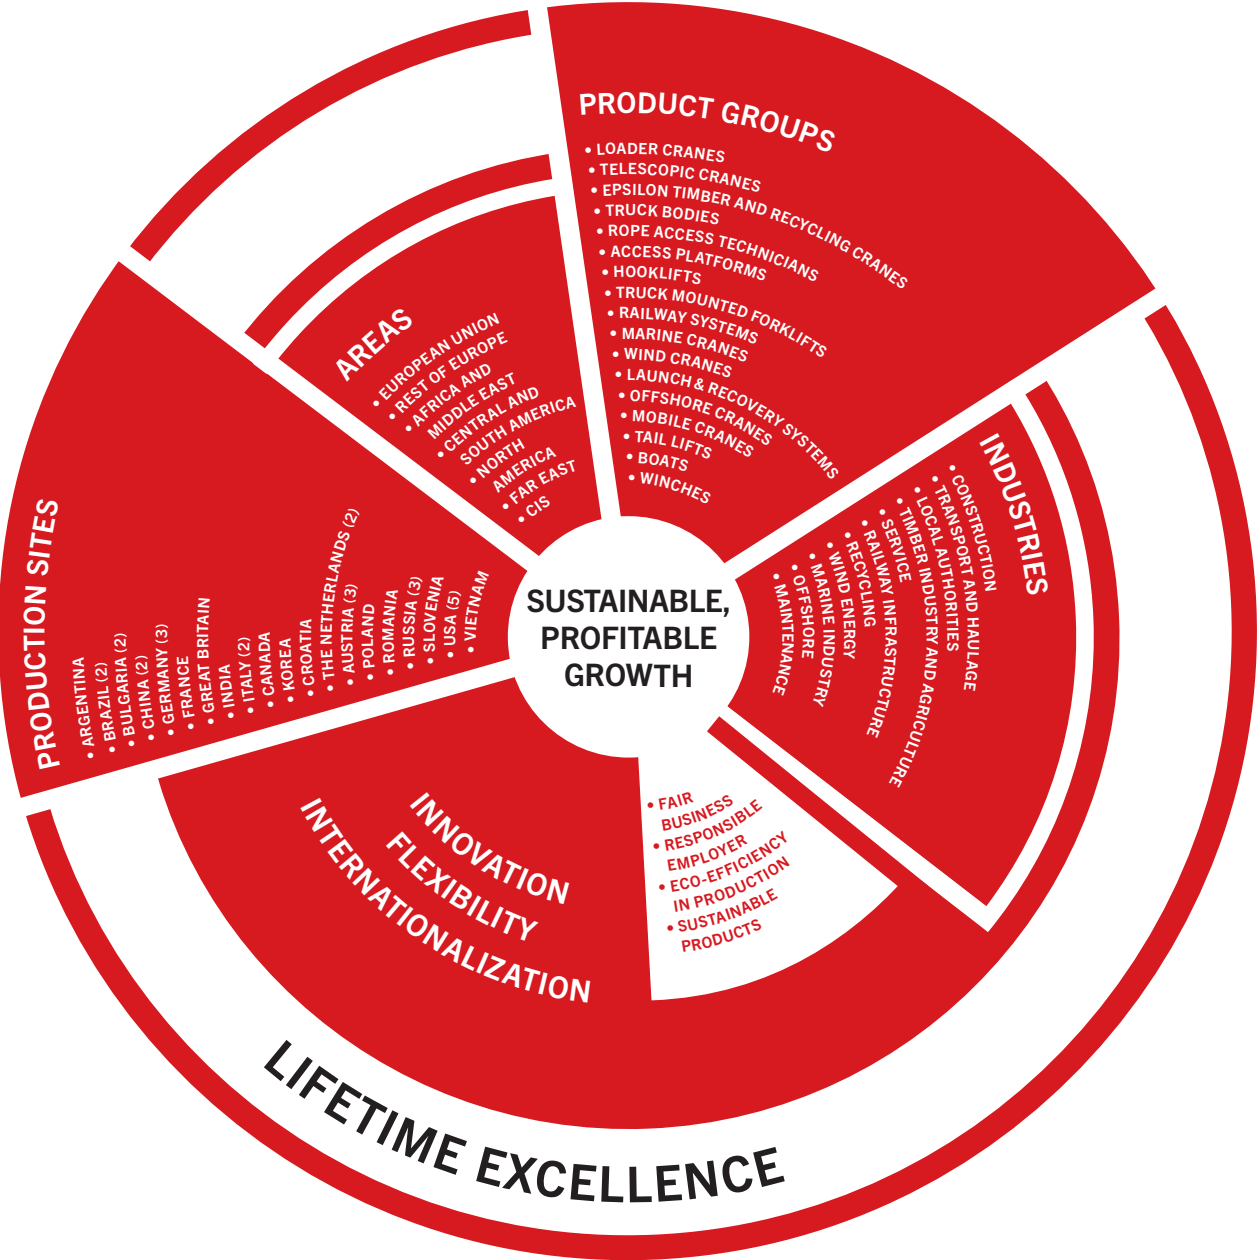 PRODUCT GROUPS
• LOADER CRANES
• TELESCOPIC CRANES
• EPSILON TIMBER AND RECYCLING CRANES
• TRUCK BODIES
• ROPE ACCESS TECHNICIANS
• ACCESS PLATFORMS
• HOOKLIFTS
• TRUCK MOUNTED FORKLIFTS
• RAILWAY SYSTEMS
• MARINE CRANES
• WIND CRANES
• LAUNCH & RECOVERY SYSTEMS
• OFFSHORE CRANES
• MOBILE CRANES
• TAIL LIFTS
• BOATS
• WINCHES
INDUSTRIES
• CONSTRUCTION
• TRANSPORT AND HAULAGE
• LOCAL AUTHORITIES
• TIMBER INDUSTRY AND AGRICULTURE
• SERVICE
• RAILWAY INFRASTRUCTURE
• RECYCLING
• WIND ENERGY
• MARINE INDUSTRY
• OFFSHORE
• MAINTENANCE
AREAS
• EUROPEAN UNION
• REST OF EUROPE
• AFRICA AND
MIDDLE EAST
• CENTRAL AND
SOUTH AMERICA
• NORTH
AMERICA
• FAR EAST
• CIS
PRODUCTION SITES
• ARGENTINA
• BRAZIL (2)
• BULGARIA (2)
• CHINA (2)
• GERMANY (3)
• FRANCE
• GREAT BRITAIN
• INDIA
• ITALY (2)
• CANADA
• KOREA
• CROATIA
• THE NETHERLANDS (2)
• AUSTRIA (3)
• POLAND
• ROMANIA
• RUSSIA (3)
• SLOVENIA
• USA (5)
• VIETNAM
SUSTAINABLE,
PROFITABLE
GROWTH
• FAIR
BUSINESS
• RESPONSIBLE
EMPLOYER
• ECO-EFFICIENCY
IN PRODUCTION
• SUSTAINABLE
PRODUCTS
INNOVATION
FLEXIBILITY
INTERNATIONALIZATION
LIFETIME EXCELLENCE